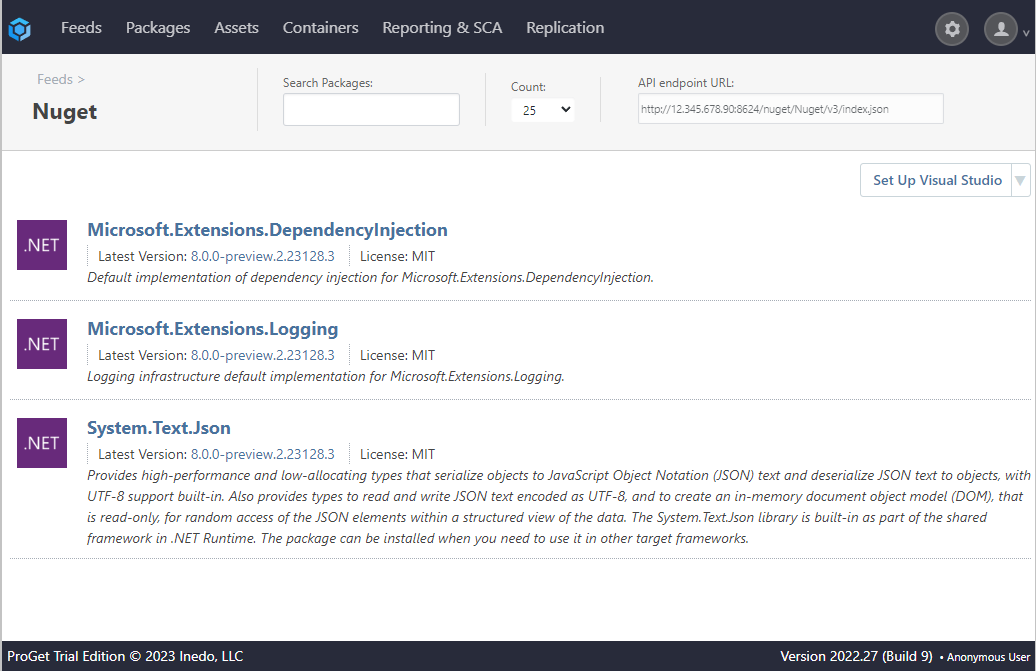 Feeds Packages Assets Containers Reporting & SCA Replication
Feeds >
Nuget
Search Packages:
Count:
25
API endpoint URL:
http://12.345.678.90:8624/nuget/Nuget/v3/index.json
Set Up Visual Studio
.NET
Microsoft.Extensions.DependencyInjection
Latest Version: 8.0.0-preview.2.23128.3 License: MIT
Default implementation of dependency injection for Microsoft.Extensions.DependencyInjection.
.NET
Microsoft.Extensions.Logging
Latest Version: 8.0.0-preview.2.23128.3 License: MIT
Logging infrastructure default implementation for Microsoft.Extensions.Logging.
.NET
System.Text.Json
Latest Version: 8.0.0-preview.2.23128.3 License: MIT
Provides high-performance and low-allocating types that serialize objects to JavaScript Object Notation (JSON) text and deserialize JSON text to objects, with
UTF-8 support built-in. Also provides types to read and write JSON text encoded as UTF-8, and to create an in-memory document object model (DOM), that
is read-only, for random access of the JSON elements within a structured view of the data. The System.Text.Json library is built-in as part of the shared
framework in .NET Runtime. The package can be installed when you need to use it in other target frameworks.
ProGet Trial Edition © 2023 Inedo, LLC
Version 2022.27 (Build 9) • Anonymous User